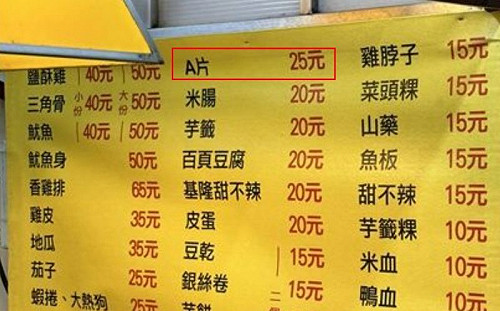 鹽酥雞 40元 50元
三角骨 小份 40元 大份 50元
魷魚 40元 50元
魷魚身 50元
香雞排 65元
雞皮 35元
地瓜 35元
茄子 25元
蝦捲、大熱狗 25元
A片 25元
米腸 20元
芋籤 20元
百頁豆腐 20元
基隆甜不辣 20元
皮蛋 20元
豆乾 15元
銀絲卷 15元
雞脖子 15元
菜頭粿 15元
山藥 15元
魚板 15元
甜不辣 15元
芋籤粿 10元
米血 10元
鴨血 10元